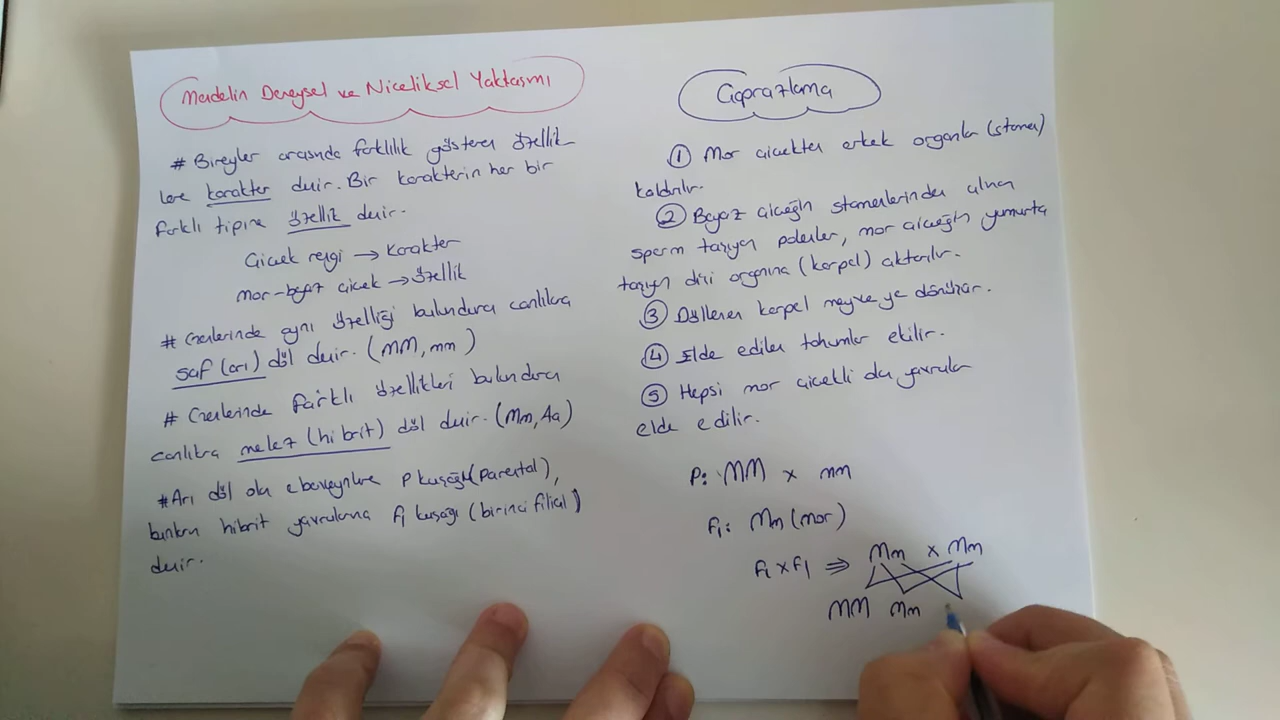 Mendelin Deneysel ve Niceliksel Yaklaşımı
# Bireyler arasında farklılık gösteren özellik
lere karakter denir. Bir karakterin her bir
farklı tipine özellik denir.
Çiçek rengi → Karakter
mor-beyaz çiçek → özellik
# Genlerinde aynı özelliği bulunduran canlılara
saf (arı) döl denir. (MM, mm)
# Genlerinde farklı özellikleri bulunduran
canlılara melez (hibrit) döl denir. (Mm, Aa)
# Arı döl olan ebeveynlere P kuşağı (Parental),
bunların hibrit yavrularına F1 kuşağı (birinci filial)
denir.
Çaprazlama
① Mor çiçekten erkek organlar (stamen)
kaldırılır.
② Beyaz çiçeğin stamenlerinden alınan
sperm taşıyan polenler, mor çiçeğin yumurta
taşıyan dişi organına (karpel) aktarılır.
③ Döllenen karpel meyve ye dönüşür.
④ Elde edilen tohumlar ekilir.
⑤ Hepsi mor çiçekli olan yavrular
elde edilir.
P: MM x mm
F1: Mm (mor)
F1 x F1 ⇒ Mm x Mm
MM Mm